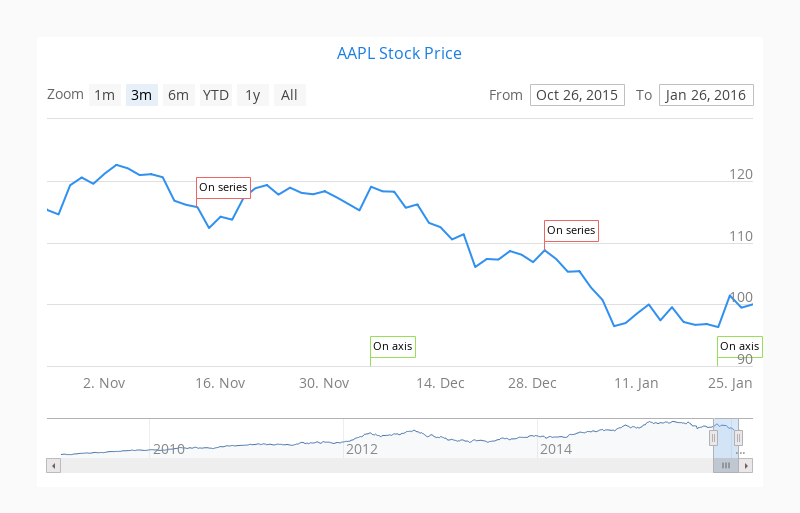 AAPL Stock Price
Zoom 1m 3m 6m YTD 1y All From Oct 26, 2015 To Jan 26, 2016
120
On series
110
On series
100
On axis
On axis
90
2. Nov 16. Nov 30. Nov 14. Dec 28. Dec 11. Jan 25. Jan
2010 2012 2014 ...